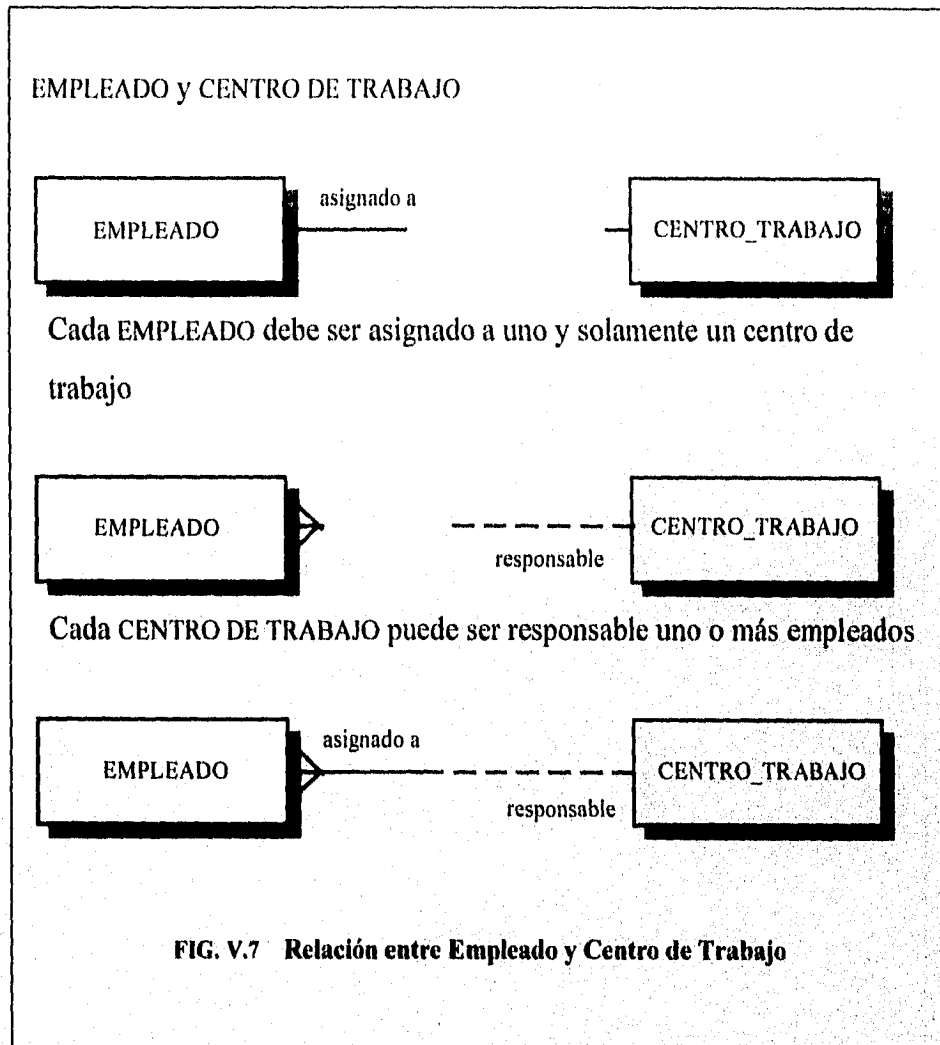 EMPLEADO y CENTRO DE TRABAJO
asignado a
EMPLEADO
CENTRO_TRABAJO
Cada EMPLEADO debe ser asignado a uno y solamente un centro de
trabajo
EMPLEADO
CENTRO_TRABAJO
responsable
Cada CENTRO DE TRABAJO puede ser responsable uno o más empleados
asignado a
EMPLEADO
CENTRO_TRABAJO
responsable
FIG. V.7 Relación entre Empleado y Centro de Trabajo